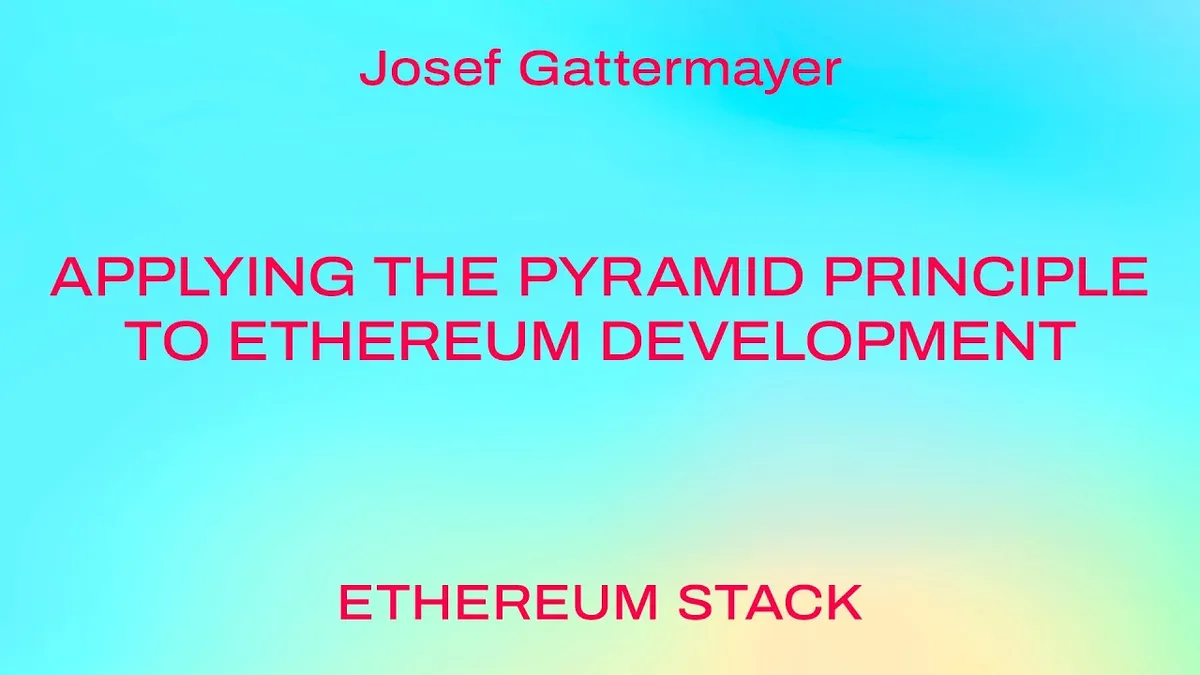 Josef Gattermayer
APPLYING THE PYRAMID PRINCIPLE
TO ETHEREUM DEVELOPMENT
ETHEREUM STACK